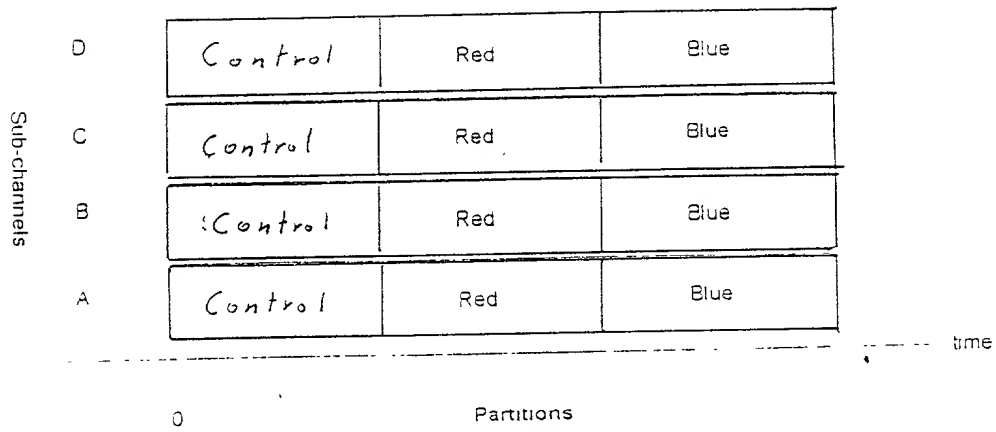 D Control Red Blue
Sub-channels
C Control Red Blue
B Control Red Blue
A Control Red Blue
time
0 Partitions